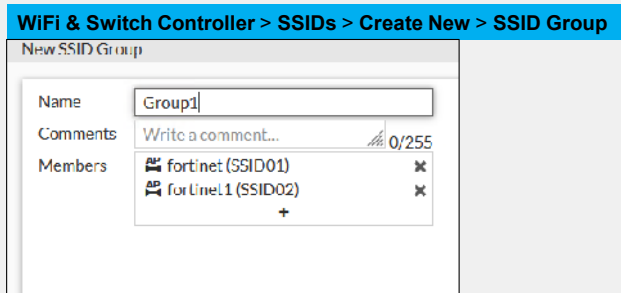 WiFi & Switch Controller > SSIDs > Create New > SSID Group
New SSID Group
Name Group1
Comments Write a comment... 0/255
Members fortinet (SSID01)
fortinet1 (SSID02)
+